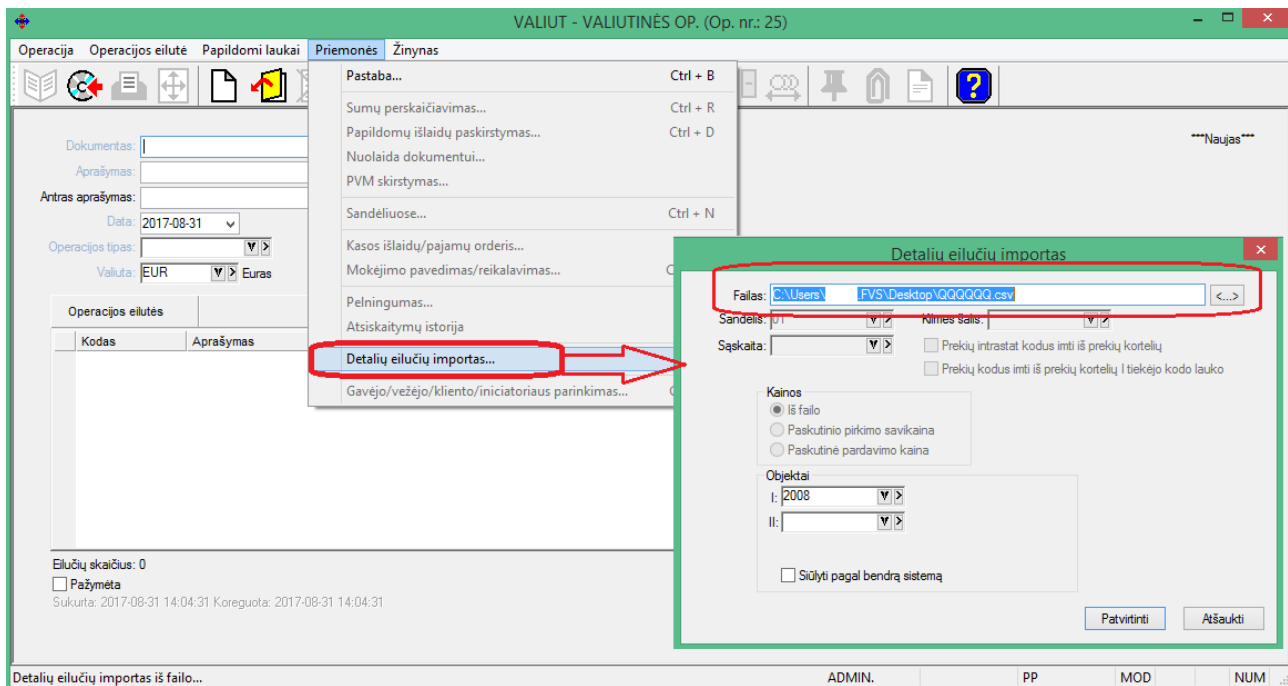 VALIUT - VALIUTINĖS OP. (Op. nr.: 25)
Operacija Operacijos eilutė Papildomi laukai Priemonės Žinynas
Pastaba... Ctrl + B
Sumų perskaičiavimas... Ctrl + R
Papildomų išlaidų paskirstymas... Ctrl + D
Nuolaida dokumentui...
PVM skirstymas...
Sandėliuose... Ctrl + N
Kasos išlaidų/pajamų orderis...
Mokėjimo pavedimas/reikalavimas... C
Pelningumas...
Atsiskaitymų istorija
Detalių eilučių importas...
Gavėjo/vežėjo/kliento/iniciatoriaus parinkimas... C
***Naujas***
Dokumentas:
Aprašymas:
Antras aprašymas:
Data: 2017-08-31
Operacijos tipas:
Valiuta: EUR Euras
Operacijos eilutės
Kodas Aprašymas
Eilučių skaičius: 0
Pažymėta
Sukurta: 2017-08-31 14:04:31 Koreguota: 2017-08-31 14:04:31
Detalių eilučių importas
Failas: C:\Users\ .FVS\Desktop\QQQQQQ.csv <...>
Sandėlis: 01 Kilmės šalis:
Sąskaita: Prekių intrastat kodus imti iš prekių kortelių
Prekių kodus imti iš prekių kortelių I tiekėjo kodo lauko
Kainos
Iš failo
Paskutinio pirkimo savikaina
Paskutinė pardavimo kaina
Objektai
I: 2008
II:
Siūlyti pagal bendrą sistemą
Patvirtinti Atšaukti
Detalių eilučių importas iš failo... ADMIN. PP MOD NUM